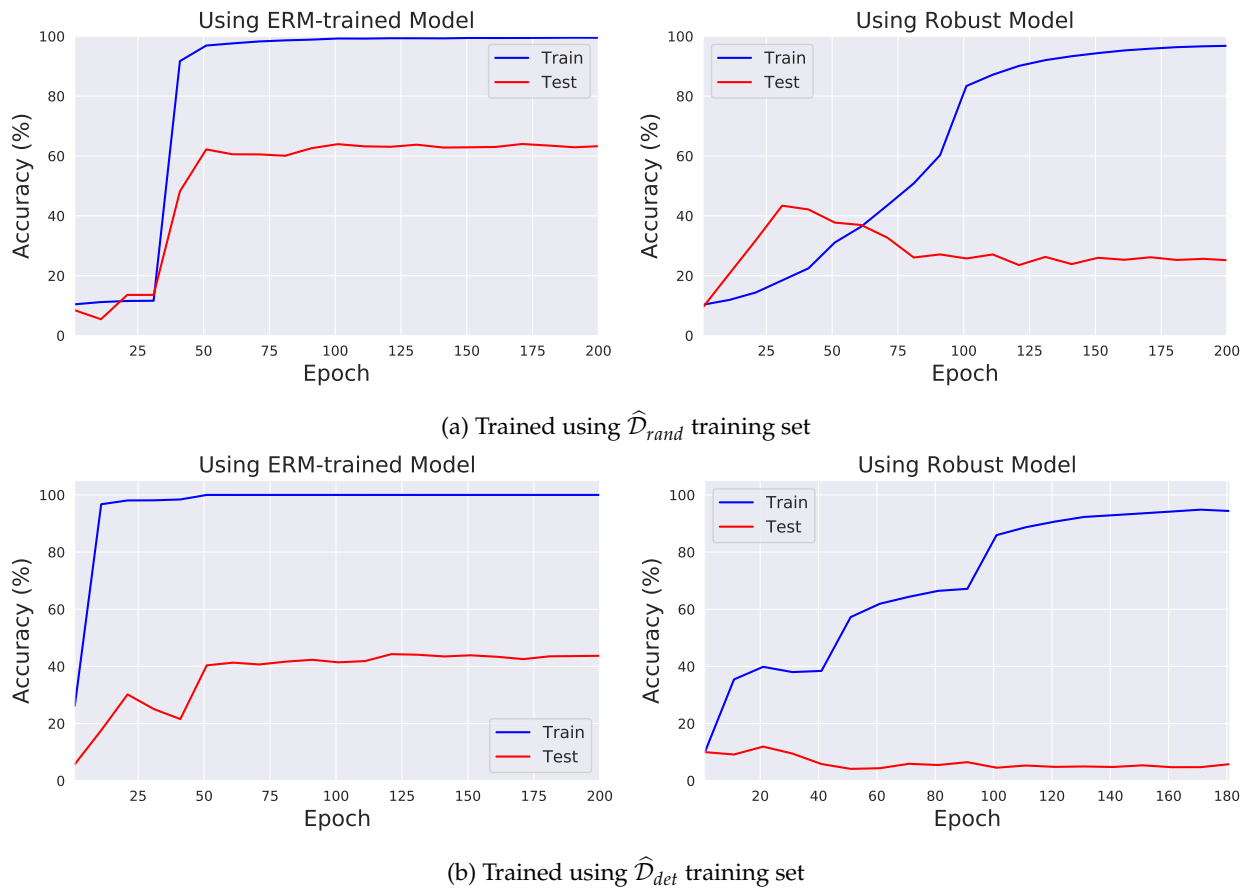 Using ERM-trained Model
Using Robust Model
100
80
60
40
20
0
Accuracy (%)
Train
Test
25 50 75 100 125 150 175 200
Epoch
100
80
60
40
20
0
Accuracy (%)
Train
Test
25 50 75 100 125 150 175 200
Epoch
(a) Trained using D̂rand training set
Using ERM-trained Model
Using Robust Model
100
80
60
40
20
0
Accuracy (%)
Train
Test
25 50 75 100 125 150 175 200
Epoch
100
80
60
40
20
0
Accuracy (%)
Train
Test
20 40 60 80 100 120 140 160 180
Epoch
(b) Trained using D̂det training set